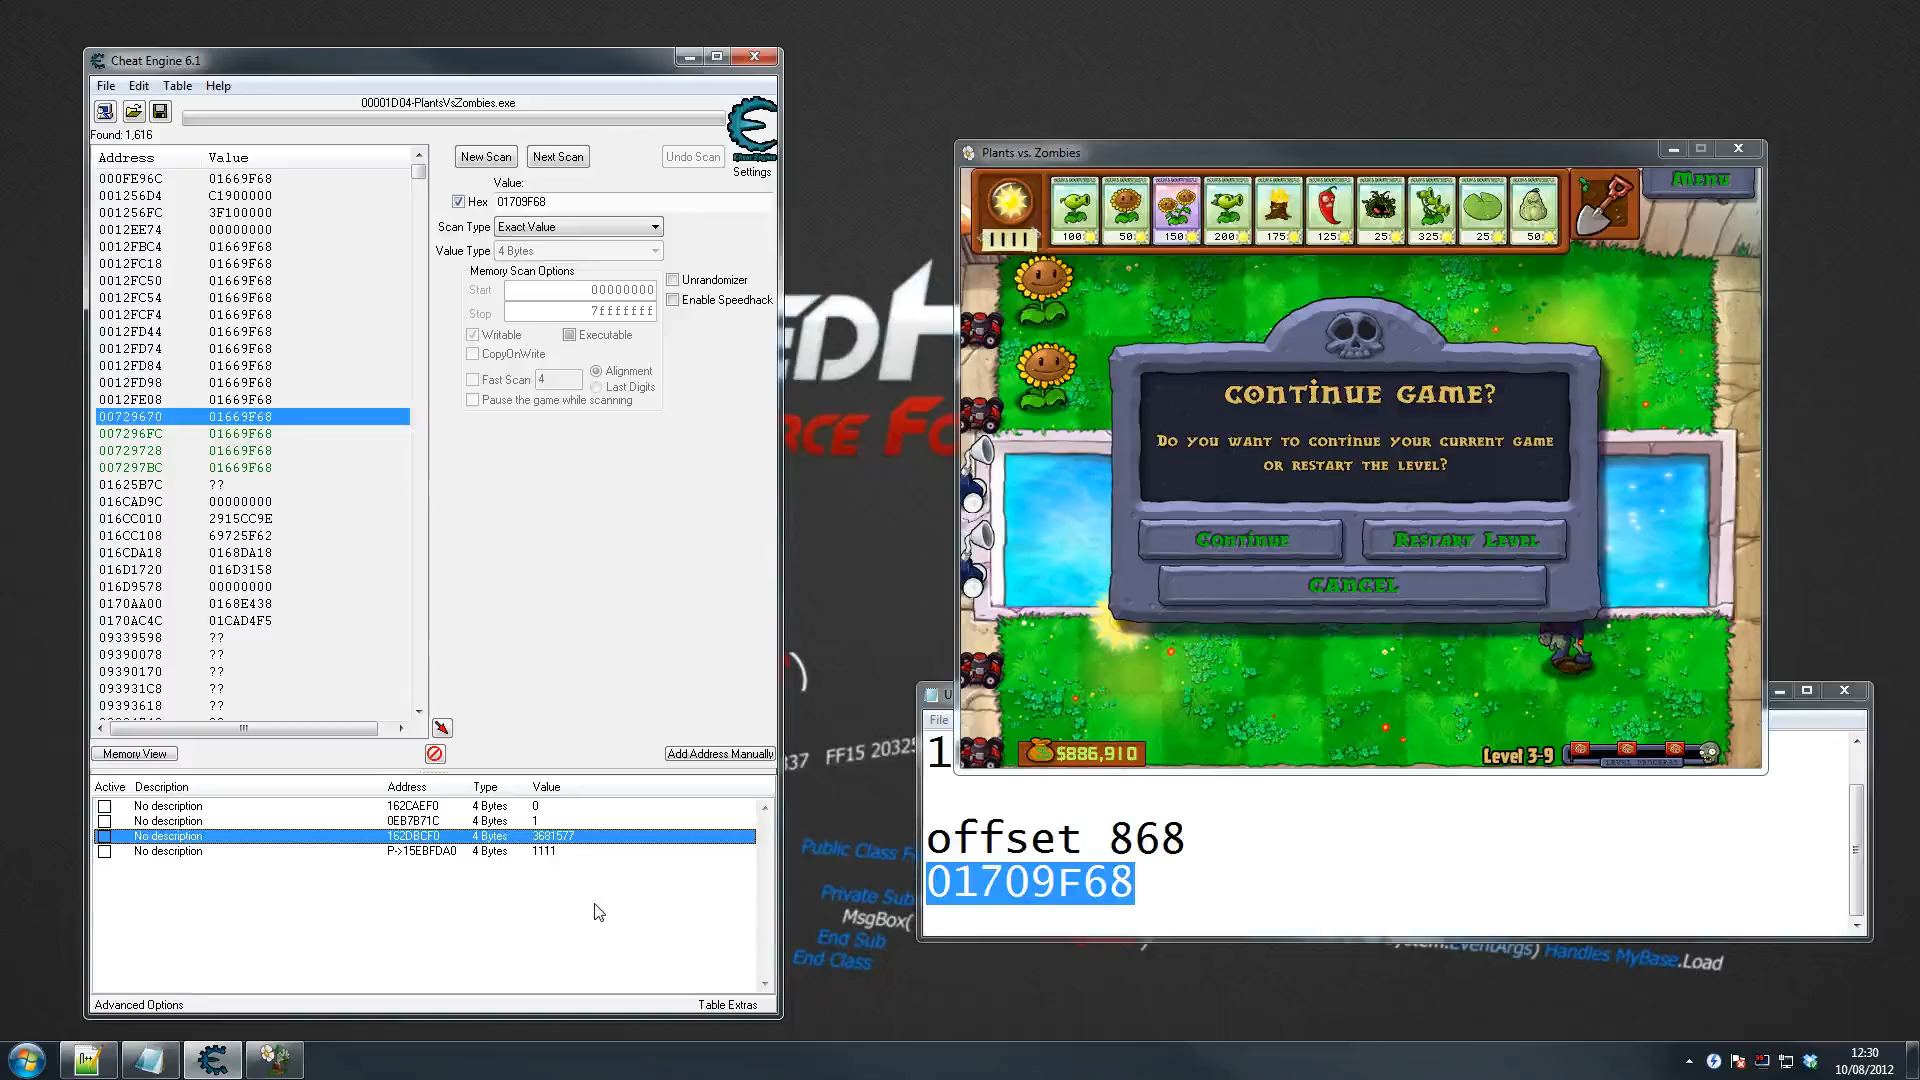 Cheat Engine 6.1
File Edit Table Help
00001D04-PlantsVsZombies.exe
Found: 1,616
Cheat Engine
Settings
Address Value
000FE96C 01669F68
001256D4 C1900000
001256FC 3F100000
0012EE74 00000000
0012FBC4 01669F68
0012FC18 01669F68
0012FC50 01669F68
0012FC54 01669F68
0012FCF4 01669F68
0012FD44 01669F68
0012FD74 01669F68
0012FD84 01669F68
0012FD98 01669F68
0012FE08 01669F68
00729670 01669F68
007296FC 01669F68
00729728 01669F68
007297BC 01669F68
01625B7C ??
016CAD9C 00000000
016CC010 2915CC9E
016CC108 69725F62
016CDA18 0168DA18
016D1720 016D3158
016D9578 00000000
0170AA00 0168E438
0170AC4C 01CAD4F5
09339598 ??
09390078 ??
09390170 ??
093931C8 ??
09393618 ??
New Scan Next Scan Undo Scan
Value:
Hex 01709F68
Scan Type Exact Value
Value Type 4 Bytes
Memory Scan Options
Start 00000000
Stop 7fffffff
Writable Executable
CopyOnWrite
Fast Scan 4 Alignment
Last Digits
Pause the game while scanning
Unrandomizer
Enable Speedhack
Memory View
Add Address Manually
Active Description Address Type Value
No description 162CAEF0 4 Bytes 0
No description 0EB7B71C 4 Bytes 1
No description 162DBCF0 4 Bytes 3681577
No description P->15EBFDA0 4 Bytes 1111
Advanced Options Table Extras
Plants vs. Zombies
Menu
100 50 150 200 175 125 25 325 25 50
Continue Game?
Do you want to continue your current game
or restart the level?
Continue Restart Level
Cancel
$886,910
Level 3-9
File
1
offset 868
01709F68
RCE FO
337 FF15 2032
Public Class F
Private Sub
MsgBox(
End Sub
End Class
System.EventArgs) Handles MyBase.Load
12:30
10/08/2012